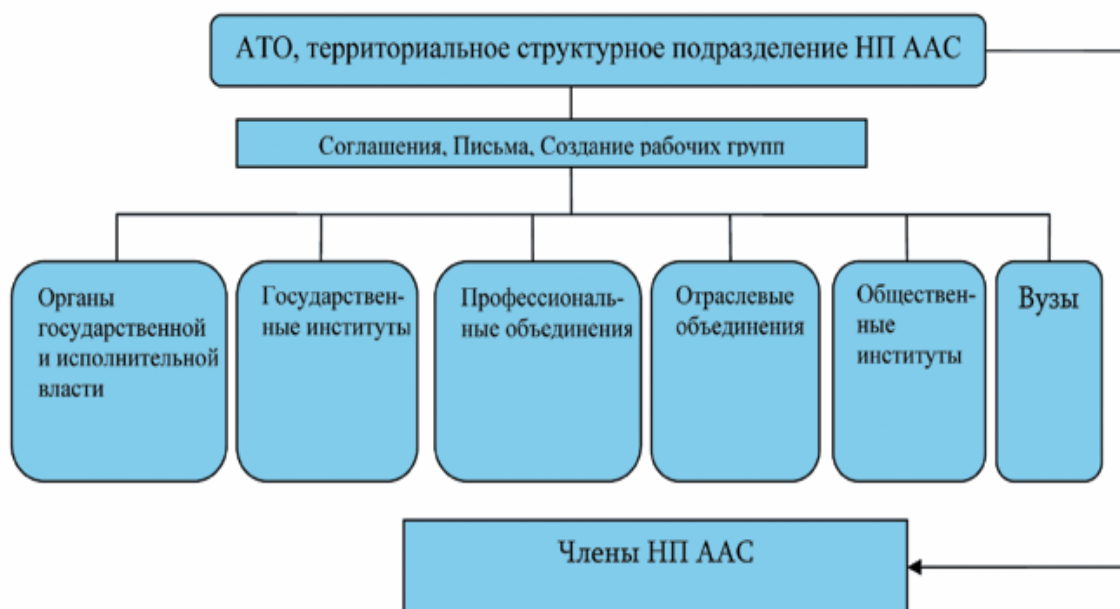 АТО, территориальное структурное подразделение НП ААС
Соглашения, Письма, Создание рабочих групп
Органы
государственной
и исполнительной
власти
Государствен-
ные институты
Профессиональ-
ные объединения
Отраслевые
объединения
Обществен-
ные
институты
Вузы
Члены НП ААС